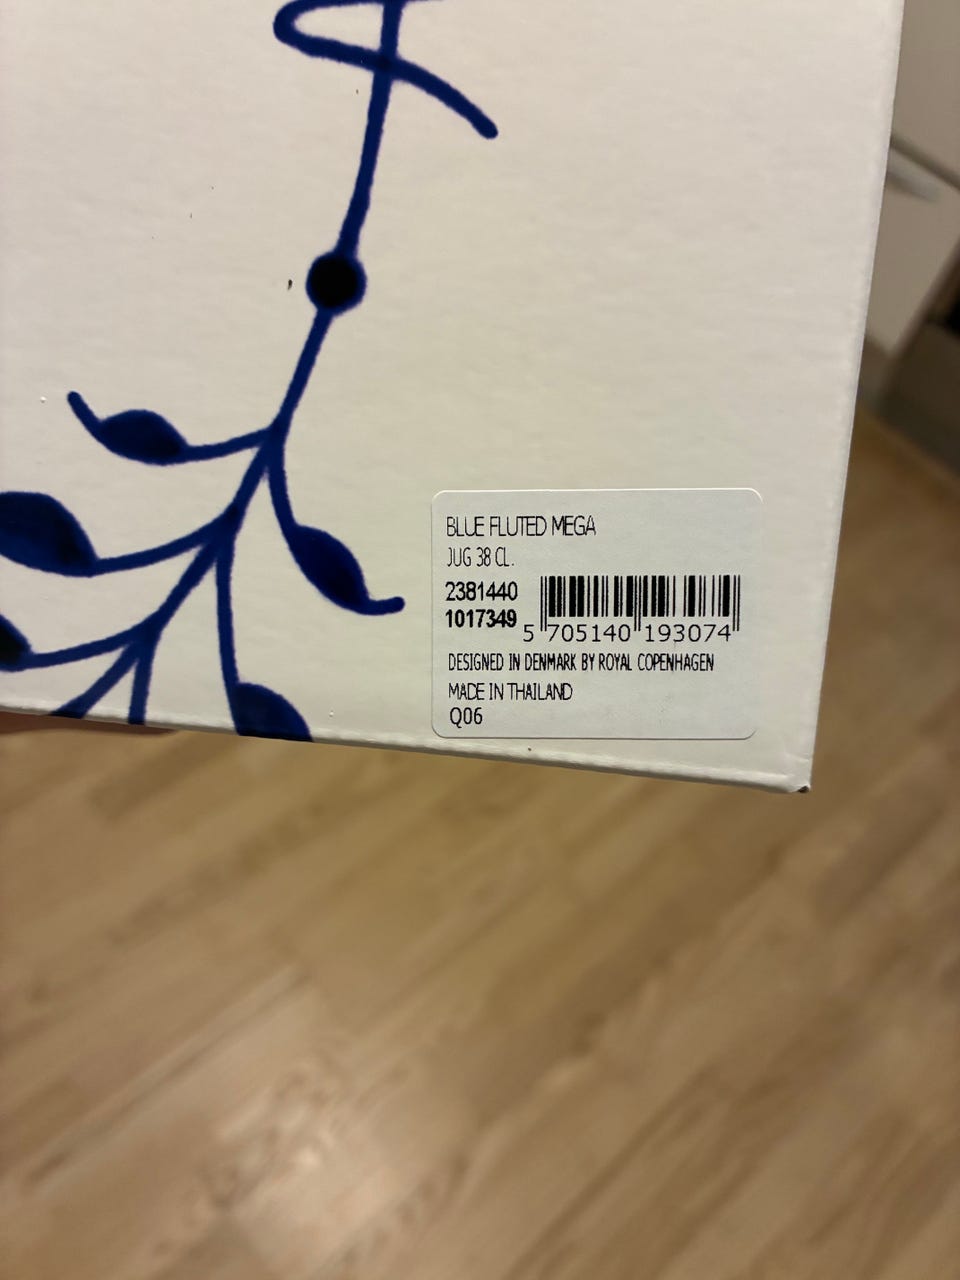 BLUE FLUTED MEGA
JUG 38 CL.
2381440
1017349
5 705140 193074
DESIGNED IN DENMARK BY ROYAL COPENHAGEN
MADE IN THAILAND
Q06